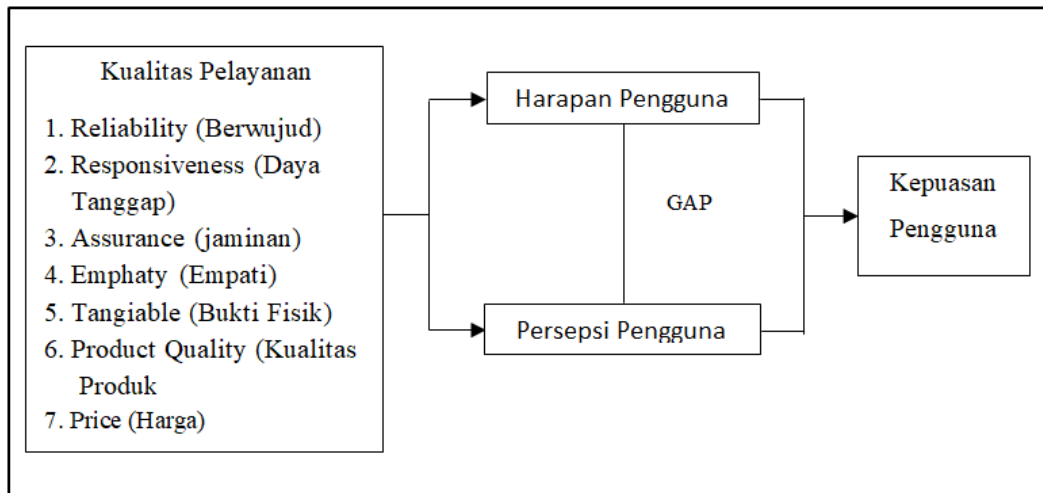 Kualitas Pelayanan
1. Reliability (Berwujud)
2. Responsiveness (Daya
Tanggap)
3. Assurance (jaminan)
4. Emphaty (Empati)
5. Tangiable (Bukti Fisik)
6. Product Quality (Kualitas
Produk
7. Price (Harga)
Harapan Pengguna
GAP
Persepsi Pengguna
Kepuasan
Pengguna